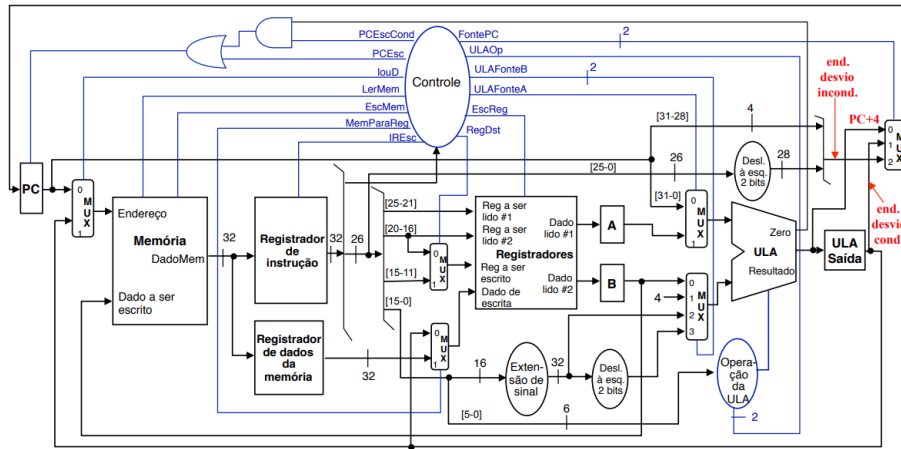 PCEscCond
PCEsc
IouD
LerMem
EscMem
MemParaReg
IREsc
Controle
FontePC
ULAOp
ULAFonteB
ULAFonteA
EscReg
RegDst
2
2
4
[31-28]
end.
desvio
incond.
PC+4
0
1
2
M
U
X
PC
0
M
U
X
1
Endereço
Memória
DadoMem
Dado a ser
escrito
32
Registrador
de
instrução
32
26
Registrador
de dados da
memória
32
[25-21]
[20-16]
[15-11]
[15-0]
0
M
U
X
1
0
M
U
X
1
[25-0]
26
Desl.
à esq.
2 bits
28
Reg a ser
lido #1
Reg a ser
lido #2
Registradores
Reg a ser
escrito
Dado de
escrita
Dado
lido #1
Dado
lido #2
A
B
[31-0]
0
M
U
X
1
4
0
1
2
3
M
U
X
Zero
ULA
Resultado
ULA
Saída
end.
desvio
cond.
16
Exten-
são de
sinal
32
Desl.
à esq.
2 bits
Opera-
ção da
ULA
[5-0]
6
2